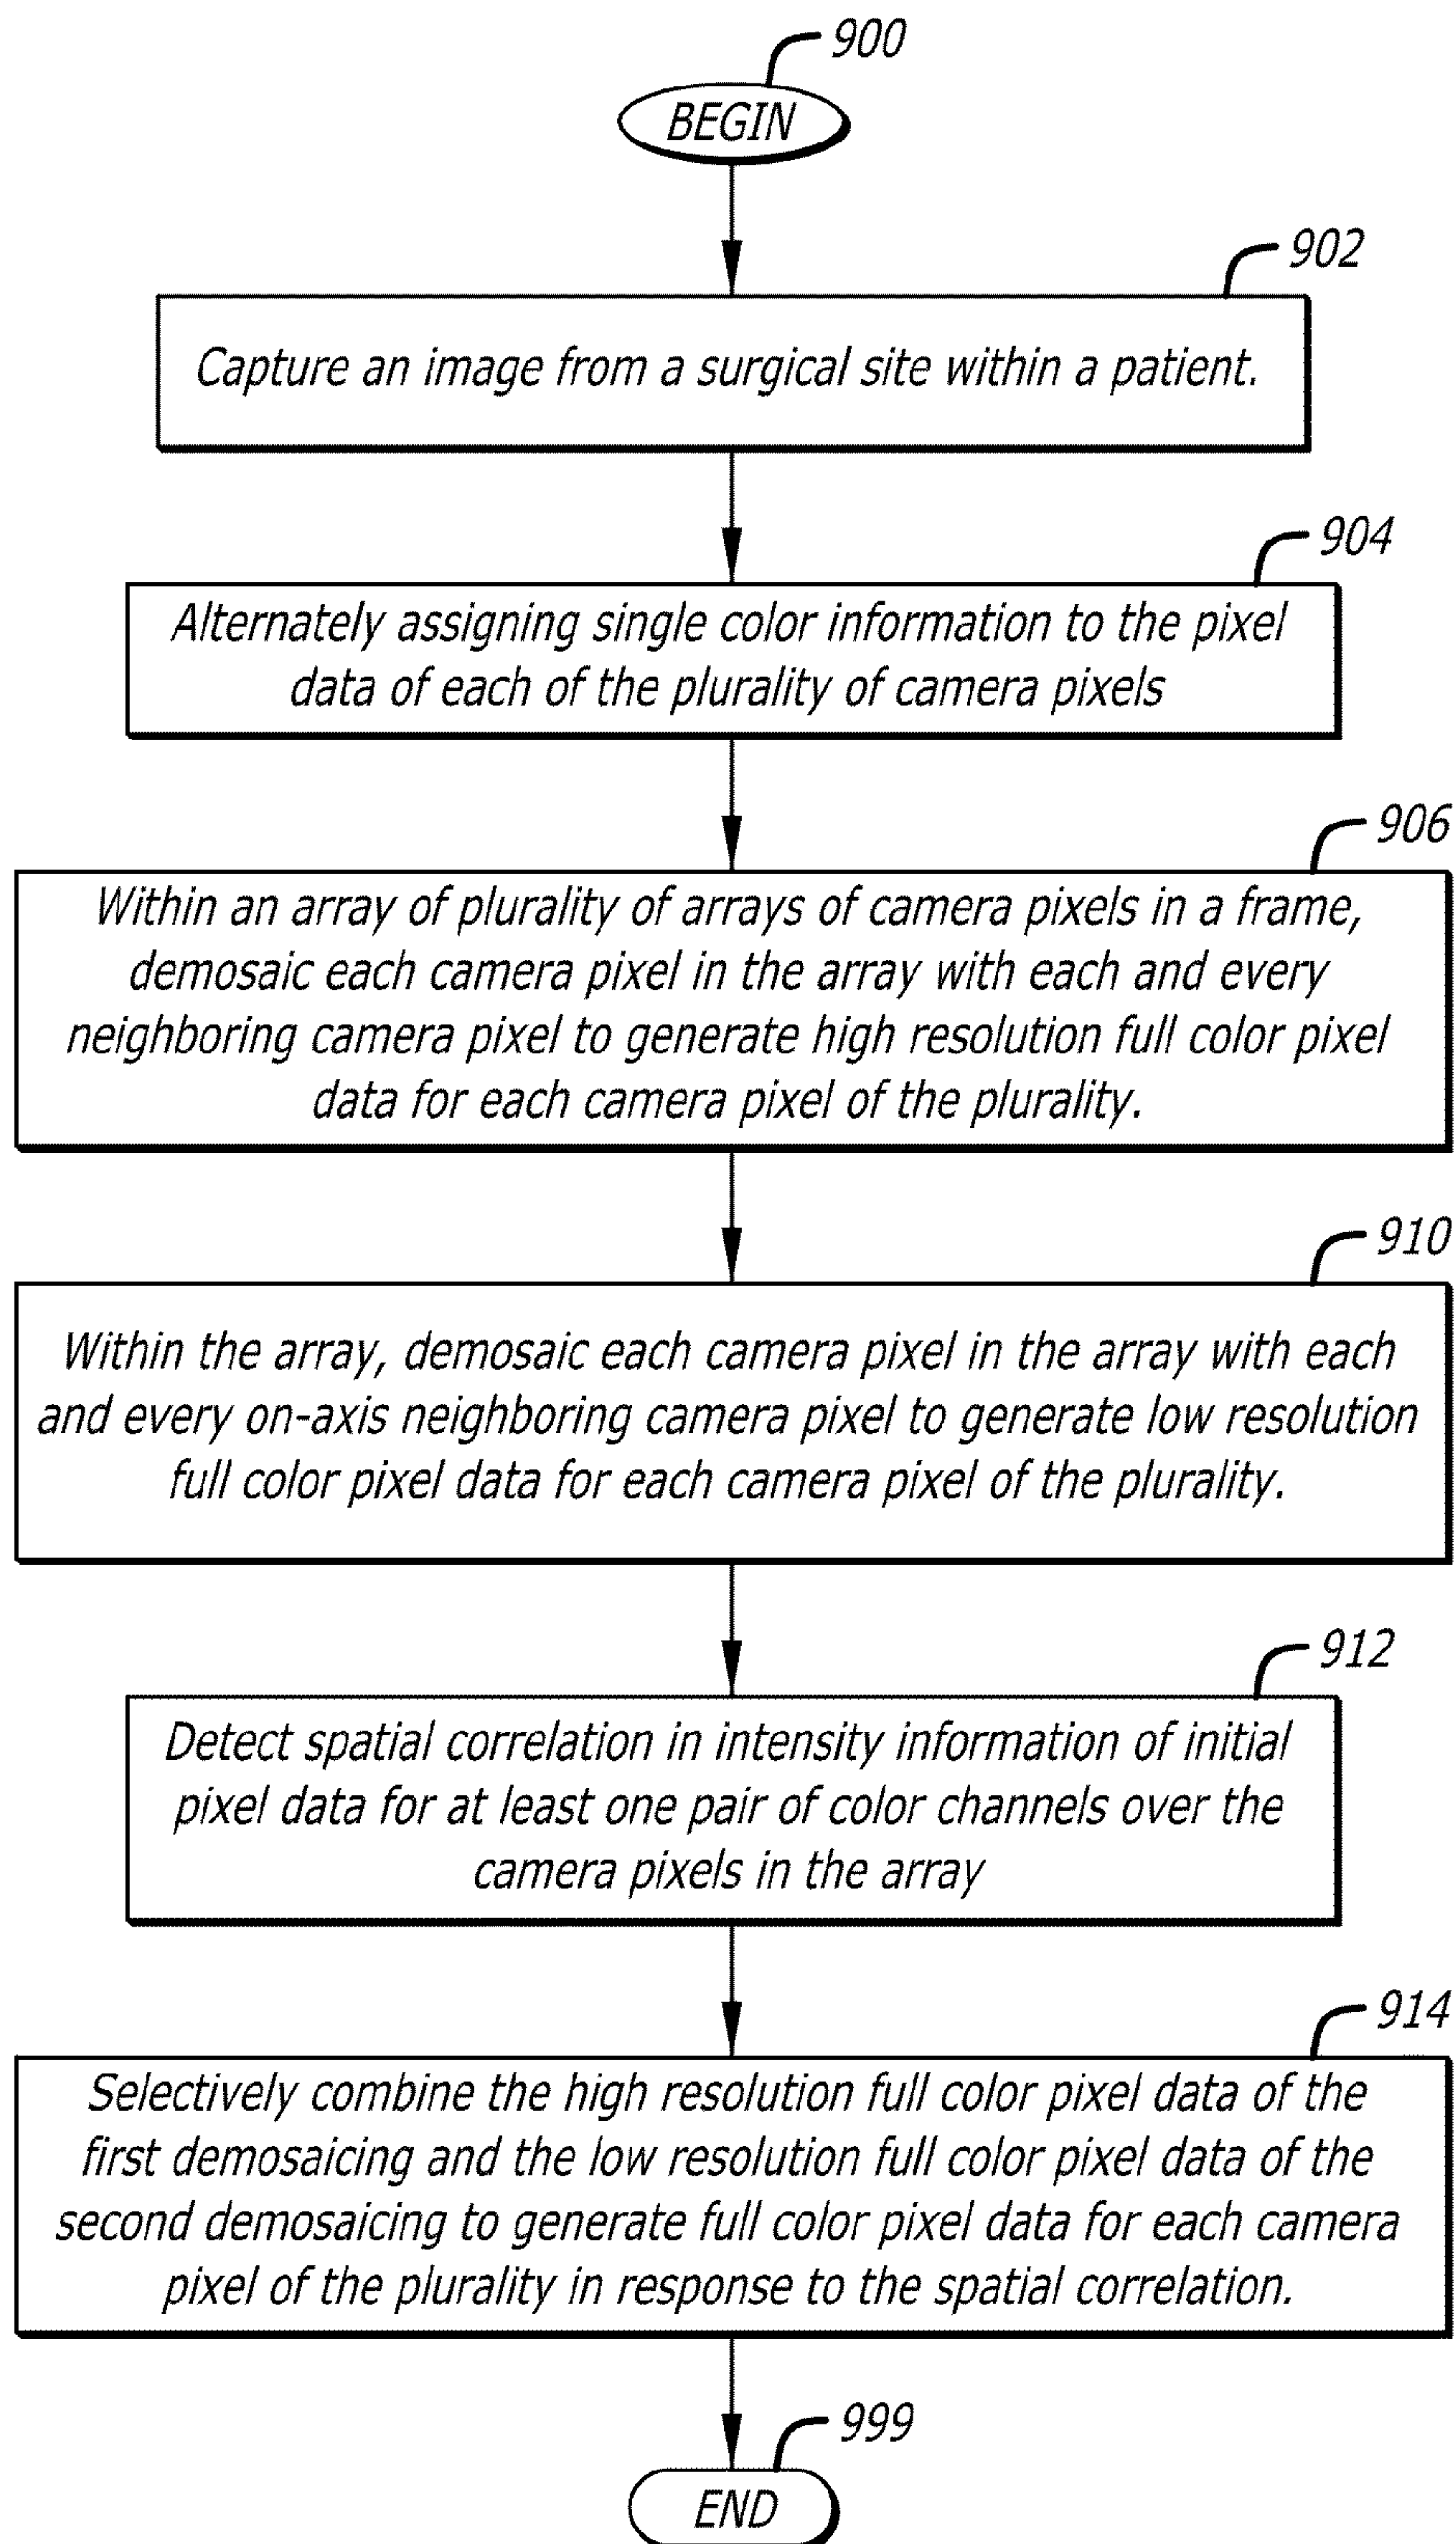 900
BEGIN
902
Capture an image from a surgical site within a patient.
904
Alternately assigning single color information to the pixel
data of each of the plurality of camera pixels
906
Within an array of plurality of arrays of camera pixels in a frame,
demosaic each camera pixel in the array with each and every
neighboring camera pixel to generate high resolution full color pixel
data for each camera pixel of the plurality.
910
Within the array, demosaic each camera pixel in the array with each
and every on-axis neighboring camera pixel to generate low resolution
full color pixel data for each camera pixel of the plurality.
912
Detect spatial correlation in intensity information of initial
pixel data for at least one pair of color channels over the
camera pixels in the array
914
Selectively combine the high resolution full color pixel data of the
first demosaicing and the low resolution full color pixel data of the
second demosaicing to generate full color pixel data for each camera
pixel of the plurality in response to the spatial correlation.
999
END